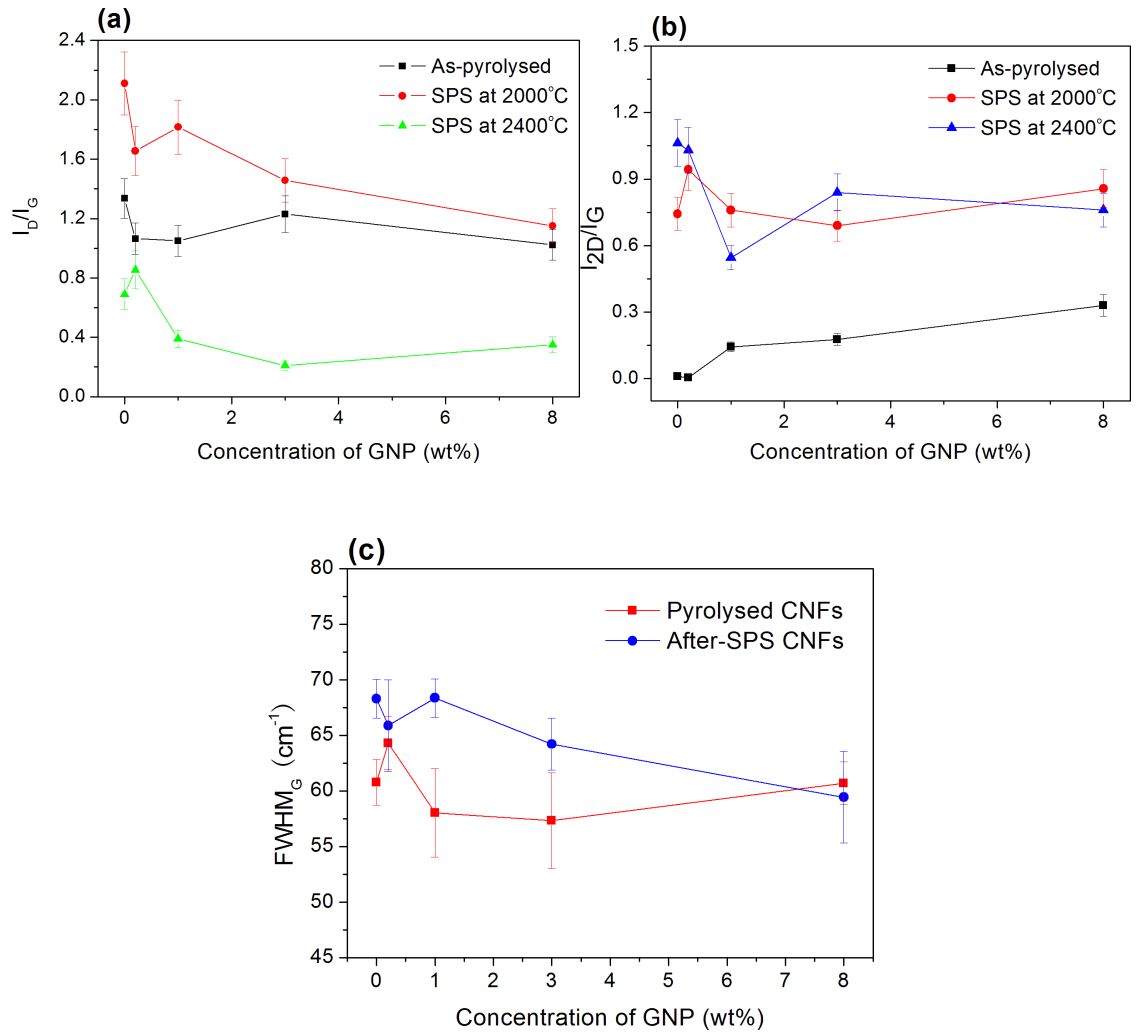 (a)
2.4
2.0
1.6
1.2
0.8
0.4
0.0
I_D/I_G
As-pyrolysed
SPS at 2000°C
SPS at 2400°C
0 2 4 6 8
Concentration of GNP (wt%)
(b)
1.5
1.2
0.9
0.6
0.3
0.0
I2D/IG
As-pyrolysed
SPS at 2000°C
SPS at 2400°C
0 2 4 6 8
Concentration of GNP (wt%)
(c)
80
75
70
65
60
55
50
45
FWHM_G (cm⁻¹)
Pyrolysed CNFs
After-SPS CNFs
0 1 2 3 4 5 6 7 8
Concentration of GNP (wt%)